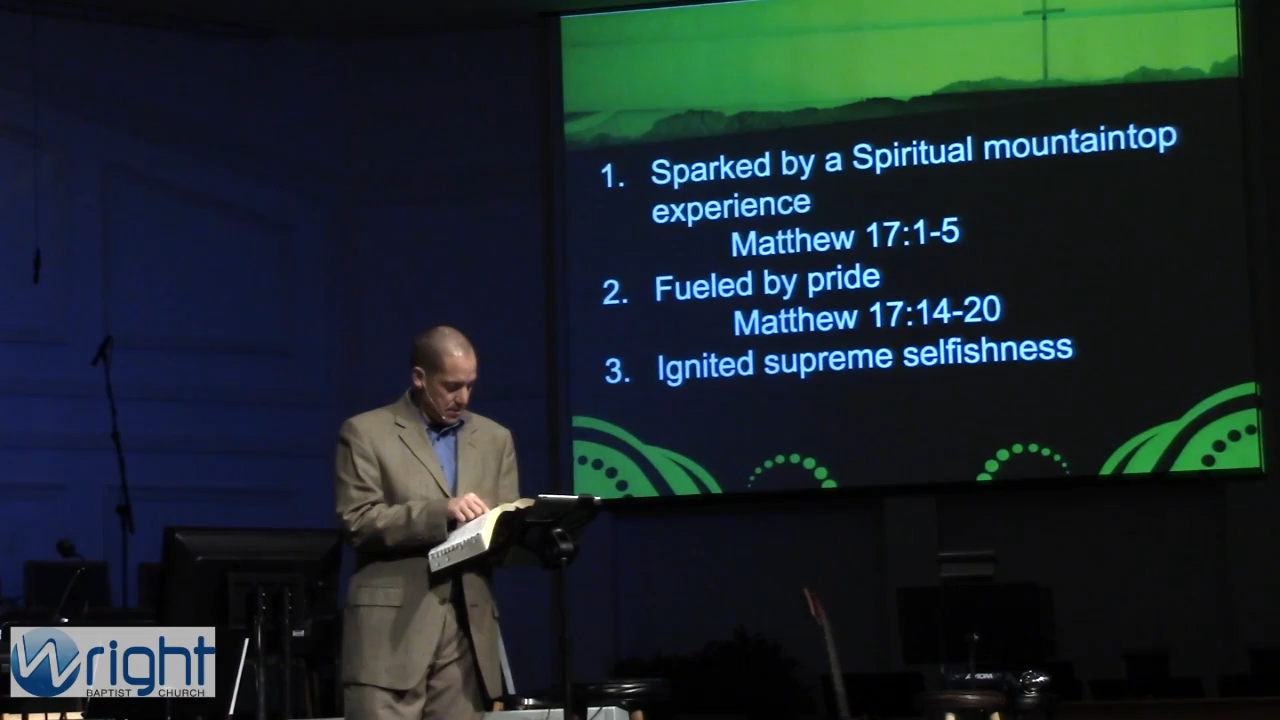 1. Sparked by a Spiritual mountaintop
experience
Matthew 17:1-5
2. Fueled by pride
Matthew 17:14-20
3. Ignited supreme selfishness
Wright
BAPTIST CHURCH